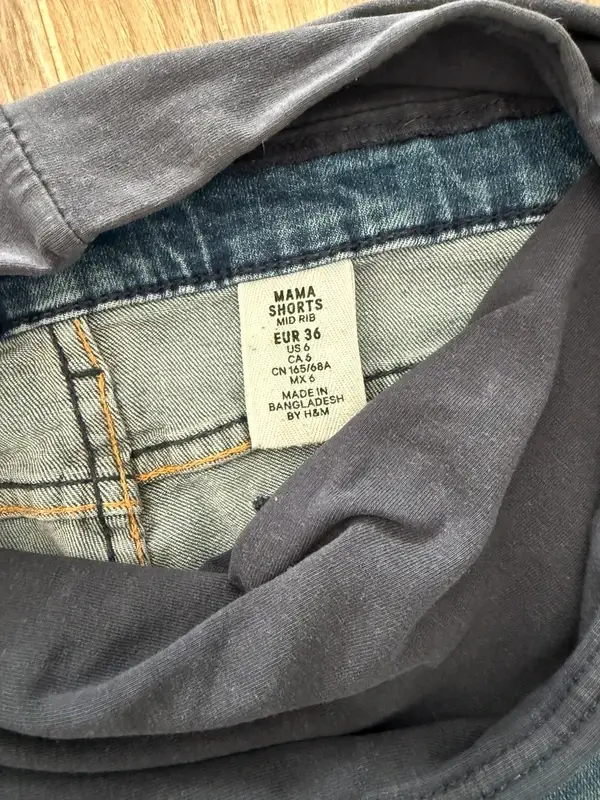 MAMA
SHORTS
MID RIB
EUR 36
US 6
CA 6
CN 165/68A
MX 6
MADE IN
BANGLADESH
BY H&M